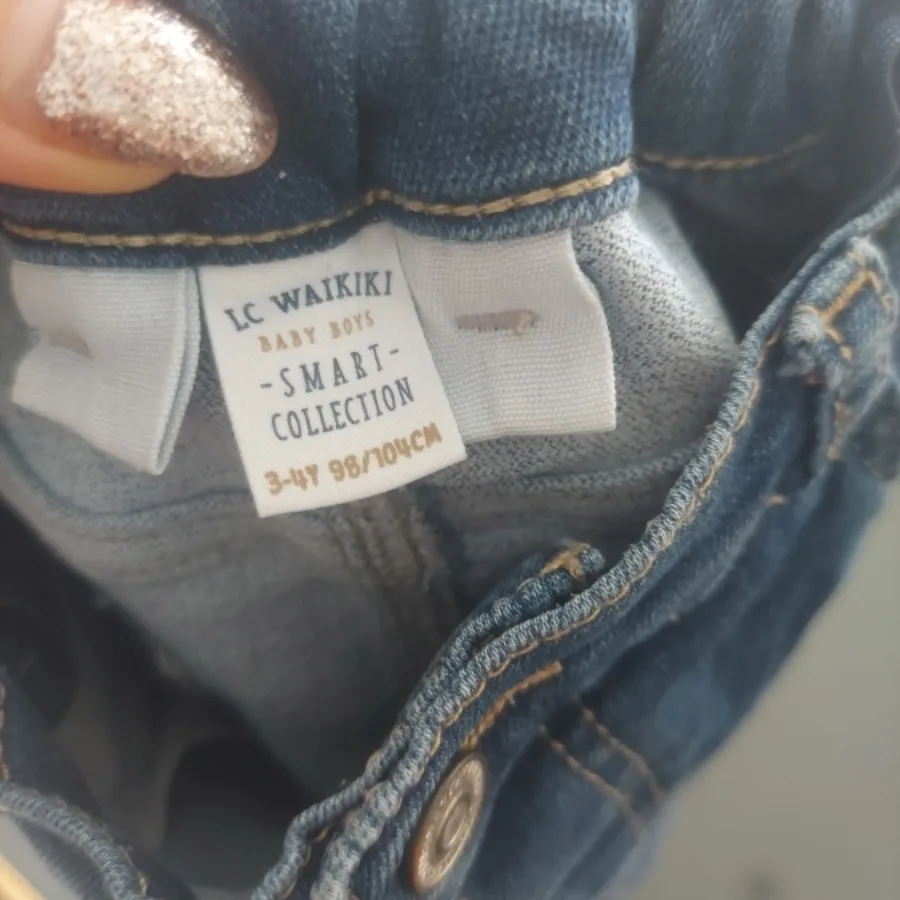 LC WAIKIKI
BABY BOYS
-SMART-
COLLECTION
3-4Y 98/104CM